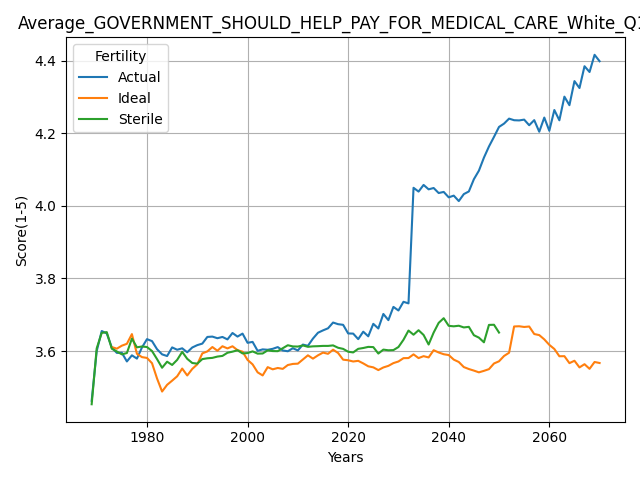 Average_GOVERNMENT_SHOULD_HELP_PAY_FOR_MEDICAL_CARE_White_Q1
Fertility
Actual
Ideal
Sterile
Score(1-5)
4.4
4.2
4.0
3.8
3.6
1980 2000 2020 2040 2060
Years